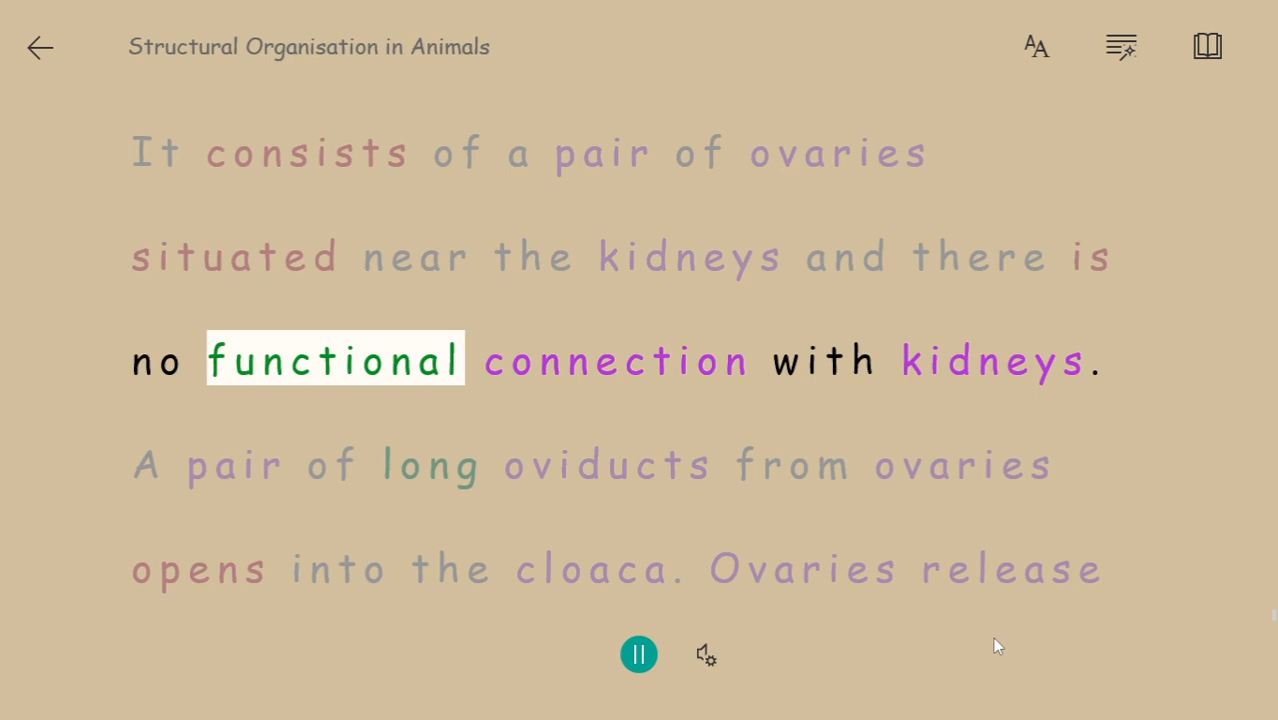 Structural Organisation in Animals
It consists of a pair of ovaries
situated near the kidneys and there is
no functional connection with kidneys.
A pair of long oviducts from ovaries
opens into the cloaca. Ovaries release